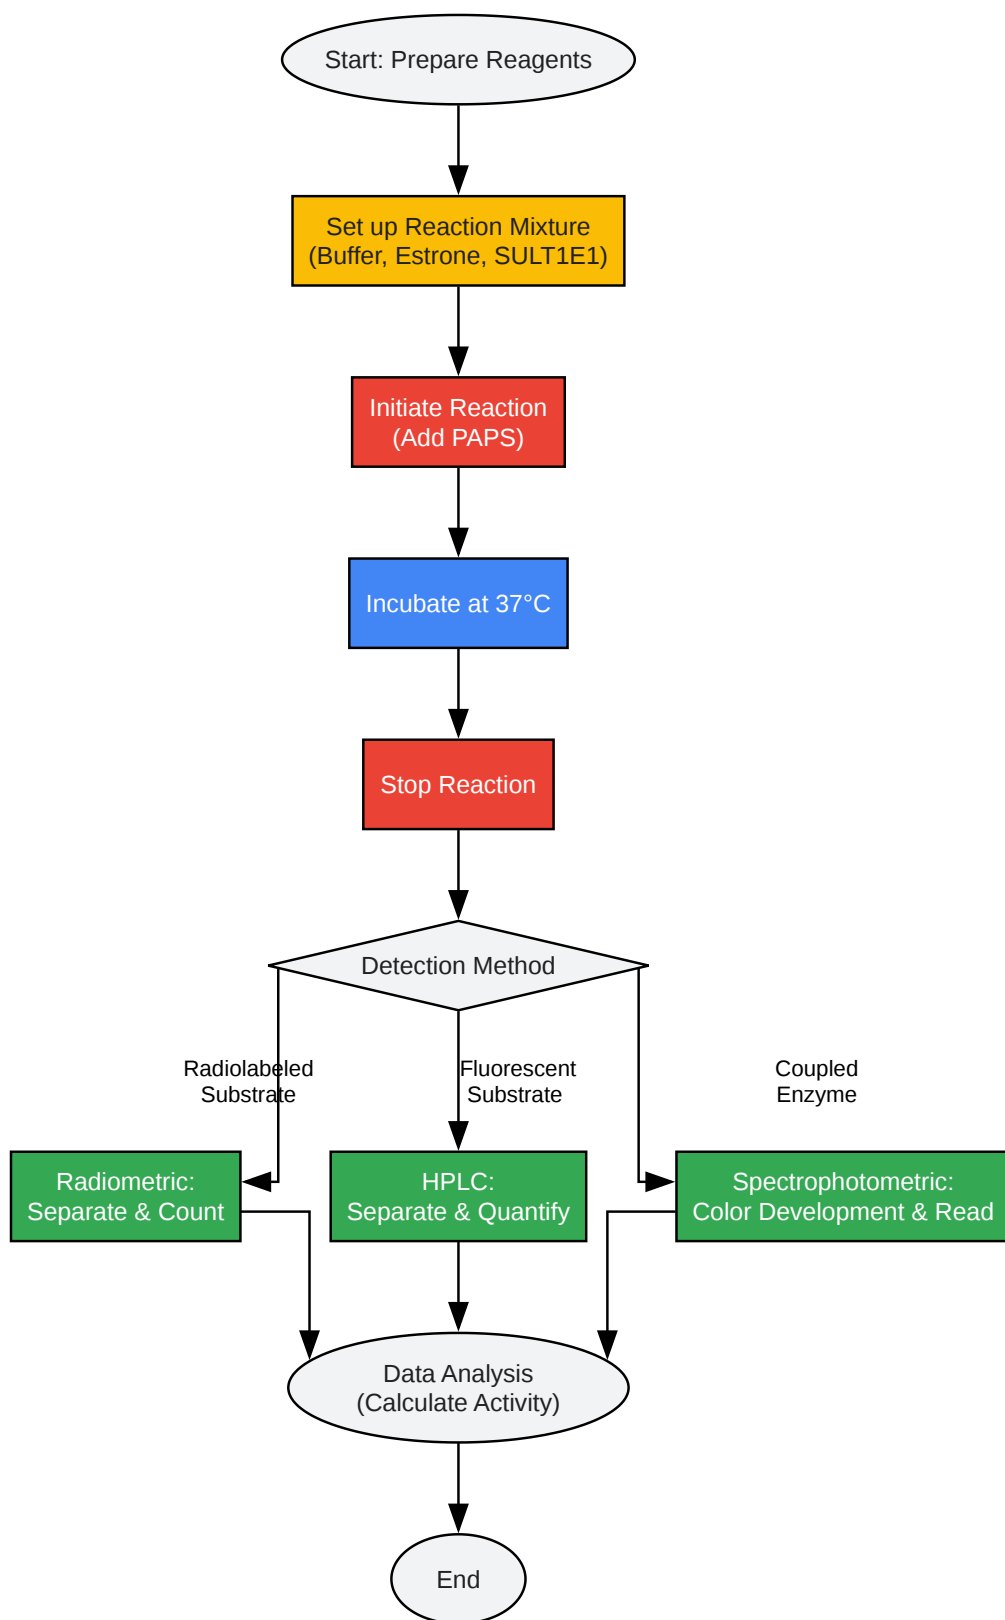 Start: Prepare Reagents
Set up Reaction Mixture
(Buffer, Estrone, SULT1E1)
Initiate Reaction
(Add PAPS)
Incubate at 37°C
Stop Reaction
Detection Method
Radiolabeled
Substrate
Fluorescent
Substrate
Coupled
Enzyme
Radiometric:
Separate & Count
HPLC:
Separate & Quantify
Spectrophotometric:
Color Development & Read
Data Analysis
(Calculate Activity)
End